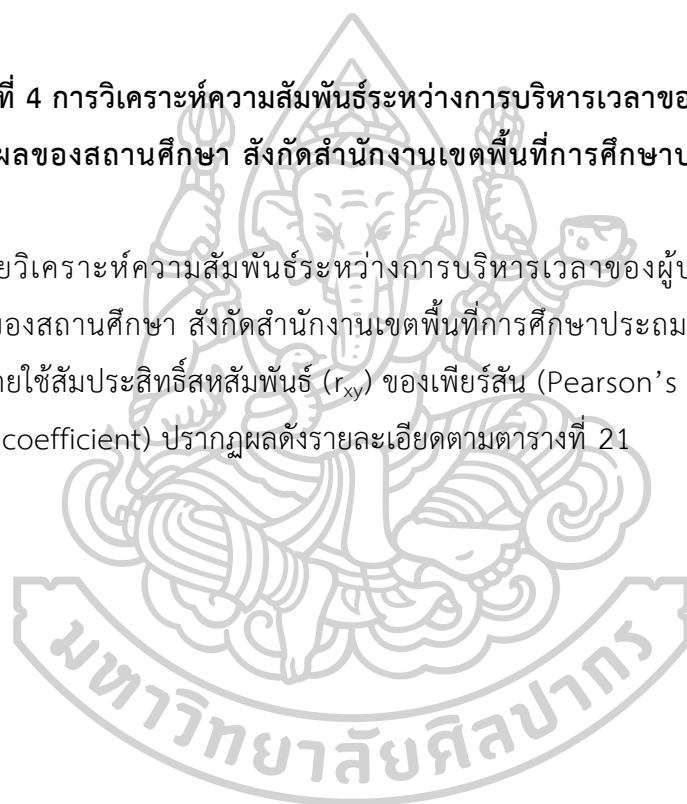 ที่ 4 การวิเคราะห์ความสัมพันธ์ระหว่างการบริหารเวลาขอ
ผลของสถานศึกษา สังกัดสำนักงานเขตพื้นที่การศึกษาป
ยวิเคราะห์ความสัมพันธ์ระหว่างการบริหารเวลาของผู้บ
ของสถานศึกษา สังกัดสำนักงานเขตพื้นที่การศึกษาประถม
ายใช้สัมประสิทธิ์สหสัมพันธ์ (rxy) ของเพียร์สัน (Pearson's
coefficient) ปรากฏผลดังรายละเอียดตามตารางที่ 21
มหาวิทยาลัยศิลปากร